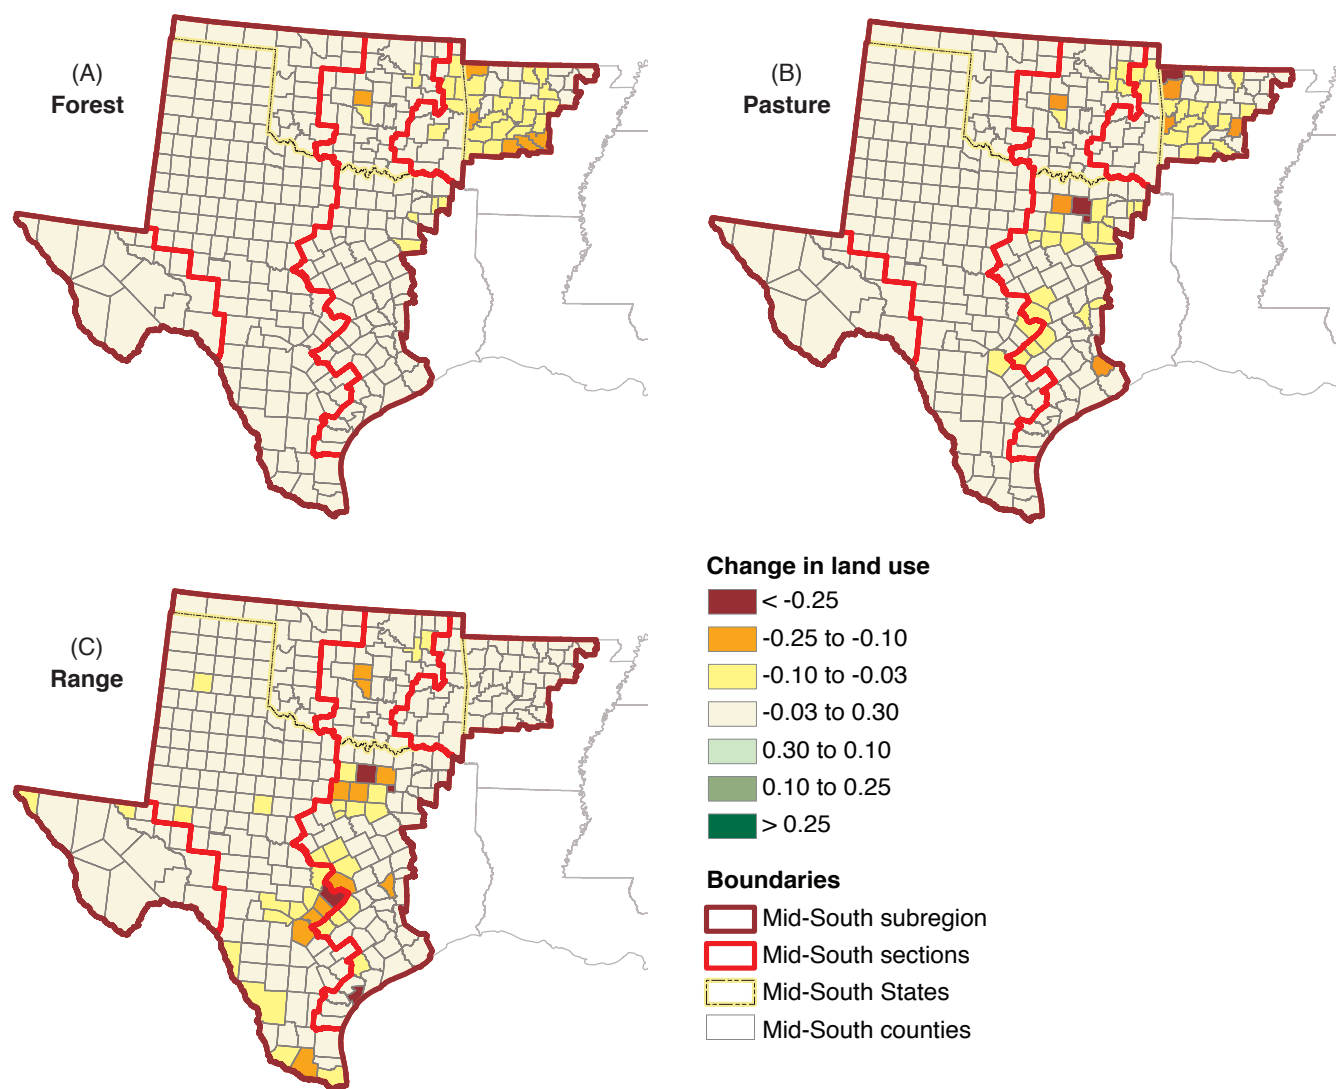 (A)
Forest
(B)
Pasture
(C)
Range
Change in land use
< -0.25
-0.25 to -0.10
-0.10 to -0.03
-0.03 to 0.30
0.30 to 0.10
0.10 to 0.25
> 0.25
Boundaries
Mid-South subregion
Mid-South sections
Mid-South States
Mid-South counties